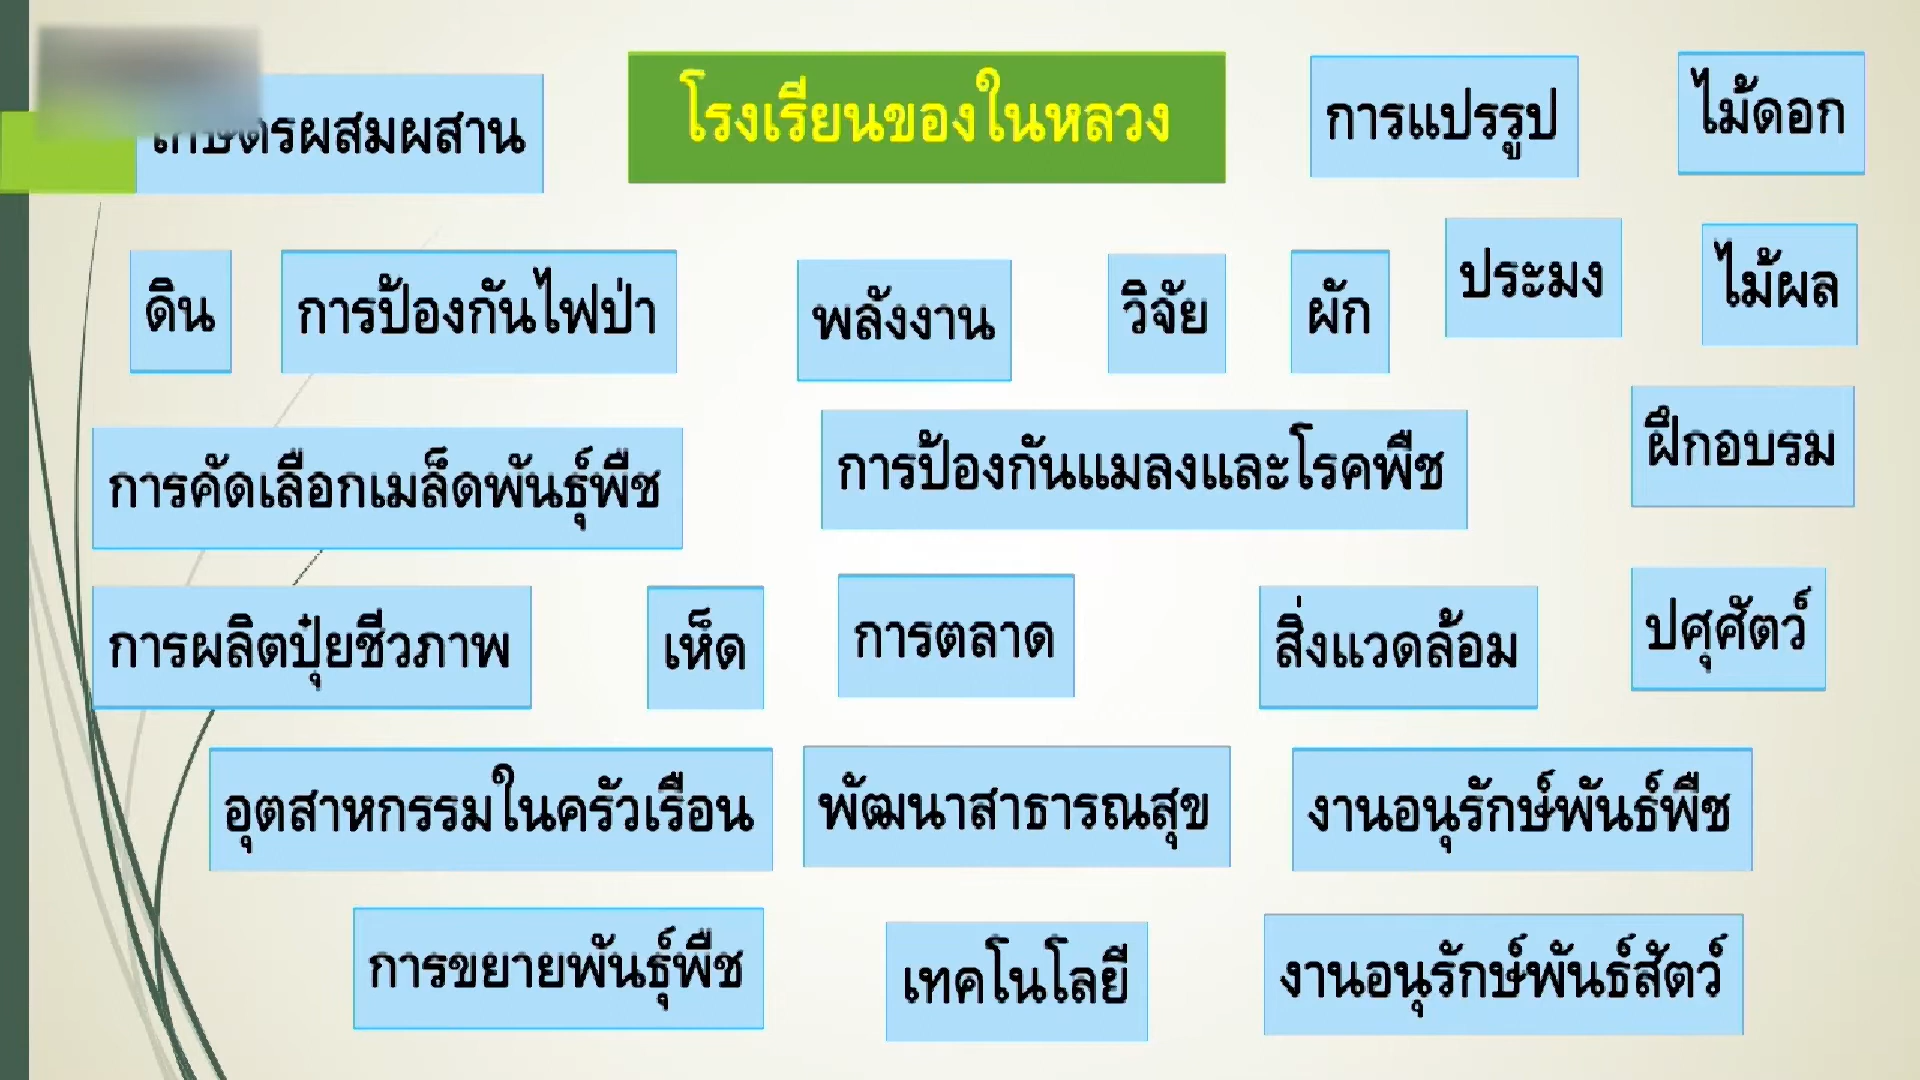 เกษตรผสมผสาน
โรงเรียนของในหลวง
การแปรรูป
ไม้ดอก
ดิน
การป้องกันไฟป่า
พลังงาน
วิจัย
ผัก
ประมง
ไม้ผล
การคัดเลือกเมล็ดพันธุ์พืช
การป้องกันแมลงและโรคพืช
ฝึกอบรม
การผลิตปุ๋ยชีวภาพ
เห็ด
การตลาด
สิ่งแวดล้อม
ปศุศัตว์
อุตสาหกรรมในครัวเรือน
พัฒนาสาธารณสุข
งานอนุรักษ์พันธ์พืช
การขยายพันธุ์พืช
เทคโนโลยี
งานอนุรักษ์พันธ์สัตว์